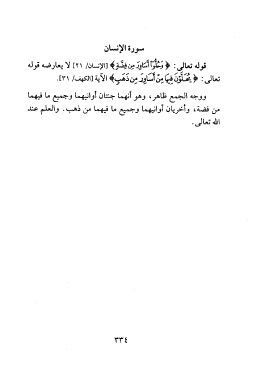 سورة الإنسان
قوله تعالى: ﴿ وَحُلُّوٓا۟ أَسَاوِرَ مِن فِضَّةٍ ﴾ [الإنسان/ ٢١] لا يعارضه قوله
تعالى: ﴿ يُحَلَّوْنَ فِيهَا مِنْ أَسَاوِرَ مِن ذَهَبٍ ﴾ الآية [الكهف/ ٣١].
ووجه الجمع ظاهر، وهو أنهما جنتان أوانيهما وجميع ما فيهما
من فضة، وأخريان أوانيهما وجميع ما فيهما من ذهب. والعلم عند
الله تعالى.
٣٣٤